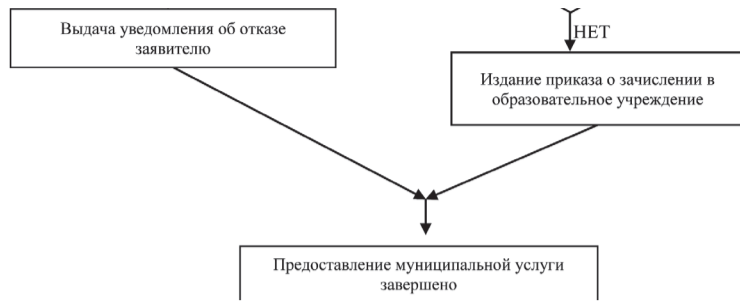 Выдача уведомления об отказе
заявителю
НЕТ
Издание приказа о зачислении в
образовательное учреждение
Предоставление муниципальной услуги
завершено